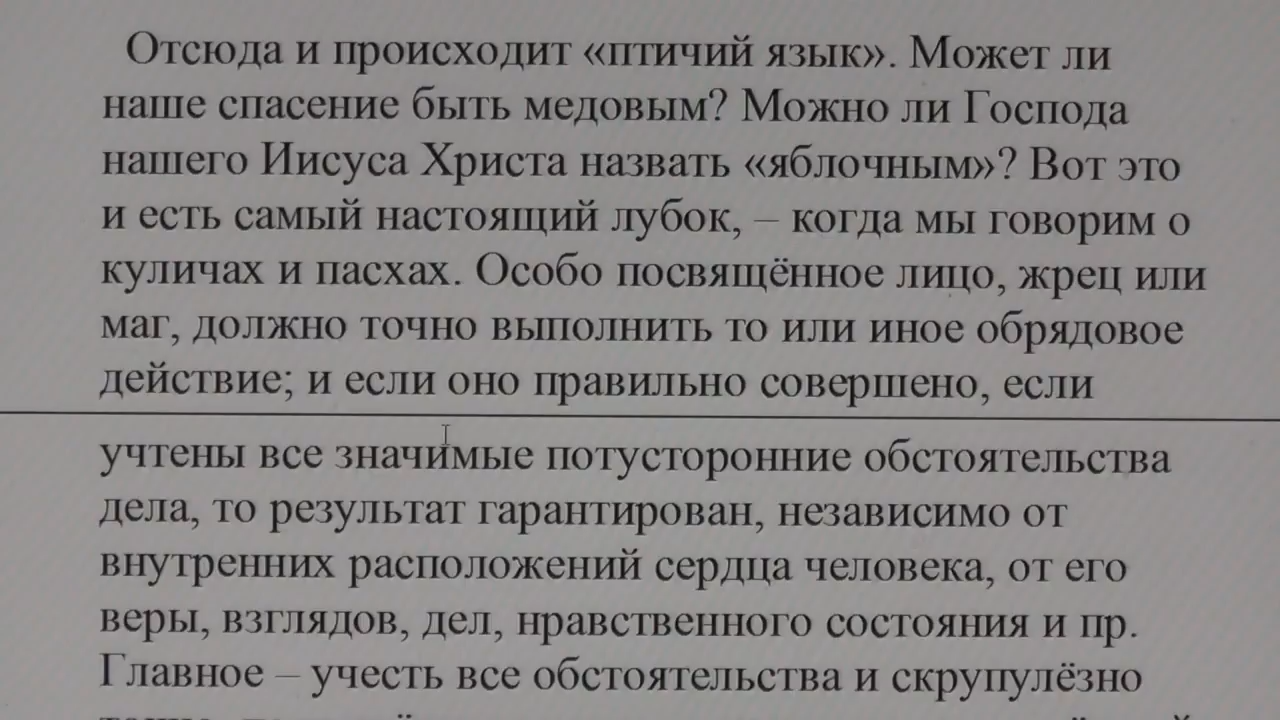 Отсюда и происходит «птичий язык». Может ли
наше спасение быть медовым? Можно ли Господа
нашего Иисуса Христа назвать «яблочным»? Вот это
и есть самый настоящий лубок, – когда мы говорим о
куличах и пасхах. Особо посвящённое лицо, жрец или
маг, должно точно выполнить то или иное обрядовое
действие; и если оно правильно совершено, если
учтены все значимые потусторонние обстоятельства
дела, то результат гарантирован, независимо от
внутренних расположений сердца человека, от его
веры, взглядов, дел, нравственного состояния и пр.
Главное – учесть все обстоятельства и скрупулёзно